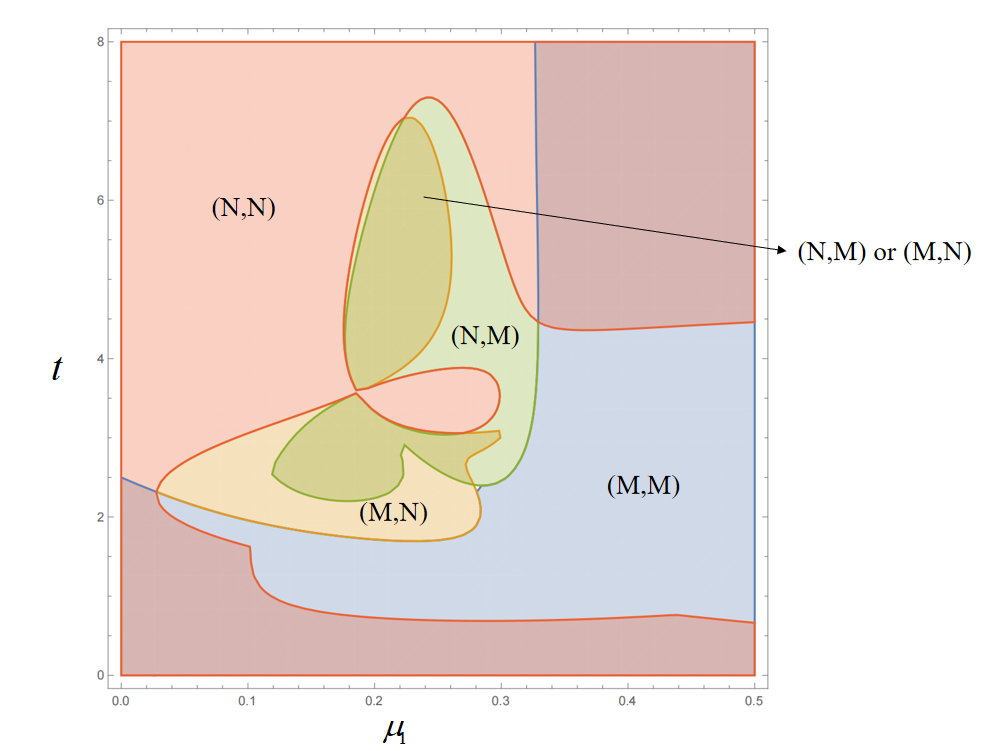 8
6
(N,N)
(N,M) or (M,N)
(N,M)
t
4
(M,M)
2
(M,N)
0
0.0 0.1 0.2 0.3 0.4 0.5
μ₁